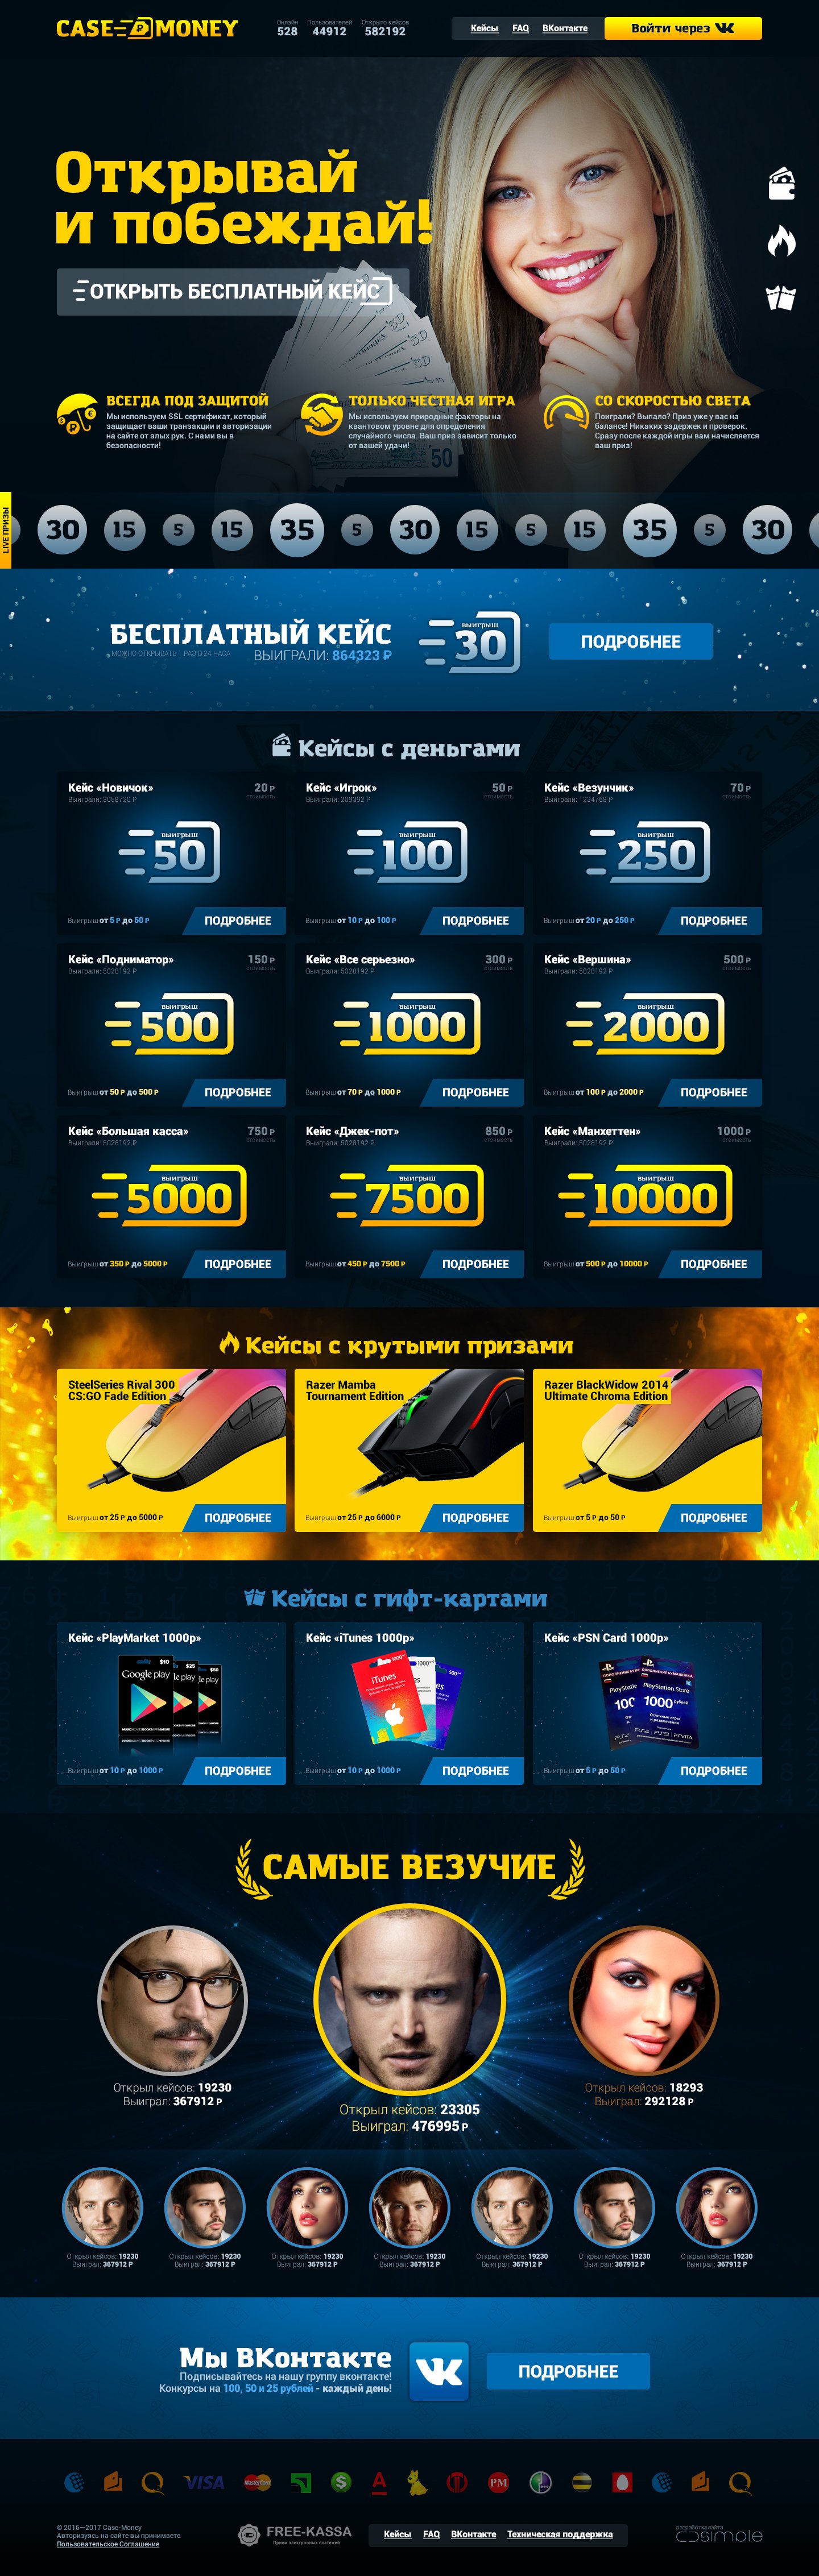 CASE MONEY
Онлайн
528
Пользователей
44912
Открыто кейсов
582192
Кейсы FAQ ВКонтакте
Войти через
Открывай
и побеждай!
ОТКРЫТЬ БЕСПЛАТНЫЙ КЕЙС
ВСЕГДА ПОД ЗАЩИТОЙ
Мы используем SSL сертификат, который
защищает ваши транзакции и авторизации
на сайте от злых рук. С нами вы в
безопасности!
ТОЛЬКО ЧЕСТНАЯ ИГРА
Мы используем природные факторы на
квантовом уровне для определения
случайного числа. Ваш приз зависит только
от вашей удачи!
СО СКОРОСТЬЮ СВЕТА
Поиграли? Выпало? Приз уже у вас на
балансе! Никаких задержек и проверок.
Сразу после каждой игры вам начисляется
ваш приз!
50
LIVE ПРИЗЫ
30 15 5 15 35 5 30 15 5 15 35 5 30
БЕСПЛАТНЫЙ КЕЙС
МОЖНО ОТКРЫВАТЬ 1 РАЗ В 24 ЧАСА
ВЫИГРАЛИ: 864323 ₽
выигрыш
30
ПОДРОБНЕЕ
Кейсы с деньгами
Кейс «Новичок»
20 Р
Выиграли: 3058720 Р
стоимость
выигрыш
50
Выигрыш от 5 Р до 50 Р
ПОДРОБНЕЕ
Кейс «Игрок»
50 Р
Выиграли: 209392 Р
стоимость
выигрыш
100
Выигрыш от 10 Р до 100 Р
ПОДРОБНЕЕ
Кейс «Везунчик»
70 Р
Выиграли: 1234768 Р
стоимость
выигрыш
250
Выигрыш от 20 Р до 250 Р
ПОДРОБНЕЕ
Кейс «Подниматор»
150 Р
Выиграли: 5028192 Р
стоимость
выигрыш
500
Выигрыш от 50 Р до 500 Р
ПОДРОБНЕЕ
Кейс «Все серьезно»
300 Р
Выиграли: 5028192 Р
стоимость
выигрыш
1000
Выигрыш от 70 Р до 1000 Р
ПОДРОБНЕЕ
Кейс «Вершина»
500 Р
Выиграли: 5028192 Р
стоимость
выигрыш
2000
Выигрыш от 100 Р до 2000 Р
ПОДРОБНЕЕ
Кейс «Большая касса»
750 Р
Выиграли: 5028192 Р
стоимость
выигрыш
5000
Выигрыш от 350 Р до 5000 Р
ПОДРОБНЕЕ
Кейс «Джек-пот»
850 Р
Выиграли: 5028192 Р
стоимость
выигрыш
7500
Выигрыш от 450 Р до 7500 Р
ПОДРОБНЕЕ
Кейс «Манхеттен»
1000 Р
Выиграли: 5028192 Р
стоимость
выигрыш
10000
Выигрыш от 500 Р до 10000 Р
ПОДРОБНЕЕ
Кейсы с крутыми призами
SteelSeries Rival 300
CS:GO Fade Edition
Выигрыш от 25 Р до 5000 Р
ПОДРОБНЕЕ
Razer Mamba
Tournament Edition
Выигрыш от 25 Р до 6000 Р
ПОДРОБНЕЕ
Razer BlackWidow 2014
Ultimate Chroma Edition
Выигрыш от 5 Р до 50 Р
ПОДРОБНЕЕ
Кейсы с гифт-картами
Кейс «PlayMarket 1000р»
$10 $25 $50
Google play
Выигрыш от 10 Р до 1000 Р
ПОДРОБНЕЕ
Кейс «iTunes 1000р»
iTunes
1000
500
Выигрыш от 10 Р до 1000 Р
ПОДРОБНЕЕ
Кейс «PSN Card 1000р»
PlayStation Store
1000 рублей
Выигрыш от 5 Р до 50 Р
ПОДРОБНЕЕ
САМЫЕ ВЕЗУЧИЕ
Открыл кейсов: 19230
Выиграл: 367912 Р
Открыл кейсов: 23305
Выиграл: 476995 Р
Открыл кейсов: 18293
Выиграл: 292128 Р
Открыл кейсов: 19230
Выиграл: 367912 Р
Открыл кейсов: 19230
Выиграл: 367912 Р
Открыл кейсов: 19230
Выиграл: 367912 Р
Открыл кейсов: 19230
Выиграл: 367912 Р
Открыл кейсов: 19230
Выиграл: 367912 Р
Открыл кейсов: 19230
Выиграл: 367912 Р
Открыл кейсов: 19230
Выиграл: 367912 Р
Мы ВКонтакте
Подписывайтесь на нашу группу вконтакте!
Конкурсы на 100, 50 и 25 рублей - каждый день!
ПОДРОБНЕЕ
VISA MasterCard PM
© 2016—2017 Case-Money
Авторизуясь на сайте вы принимаете
Пользовательское Соглашение
FREE-KASSA
Прием электронных платежей
Кейсы FAQ ВКонтакте Техническая поддержка
разработка сайта